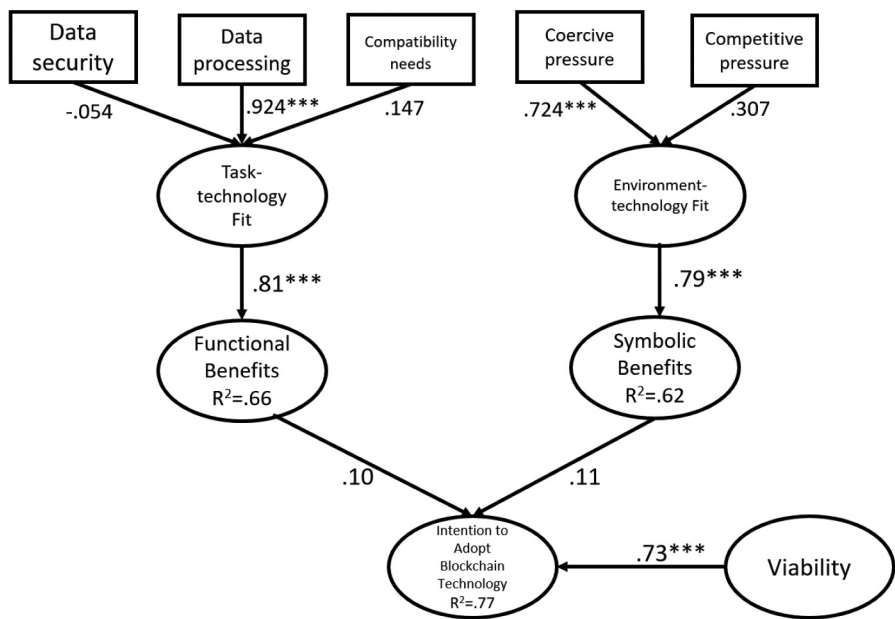 Data
security
Data
processing
Compatibility
needs
Coercive
pressure
Competitive
pressure
-.054
.924***
.147
.724***
.307
Task-
technology
Fit
Environment-
technology Fit
.81***
.79***
Functional
Benefits
R²=.66
Symbolic
Benefits
R²=.62
.10
.11
Intention to
Adopt
Blockchain
Technology
R²=.77
.73***
Viability